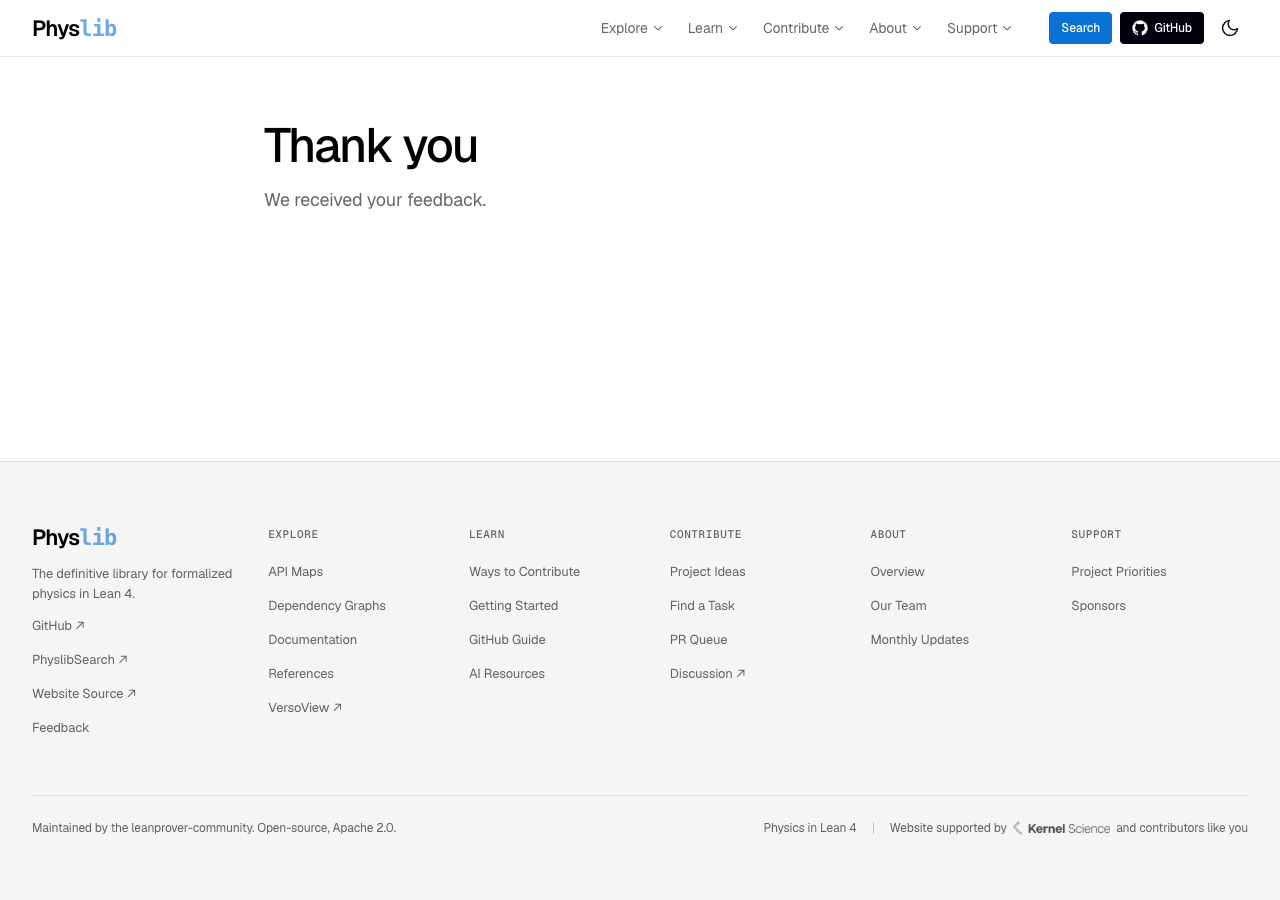 Physlib
Explore
Learn
Contribute
About
Support
Search
GitHub
Thank you
We received your feedback.
Physlib
The definitive library for formalized
physics in Lean 4.
GitHub ↗
PhyslibSearch ↗
Website Source ↗
Feedback
EXPLORE
API Maps
Dependency Graphs
Documentation
References
VersoView ↗
LEARN
Ways to Contribute
Getting Started
GitHub Guide
AI Resources
CONTRIBUTE
Project Ideas
Find a Task
PR Queue
Discussion ↗
ABOUT
Overview
Our Team
Monthly Updates
SUPPORT
Project Priorities
Sponsors
Maintained by the leanprover-community. Open-source, Apache 2.0.
Physics in Lean 4
Website supported by Kernel Science and contributors like you